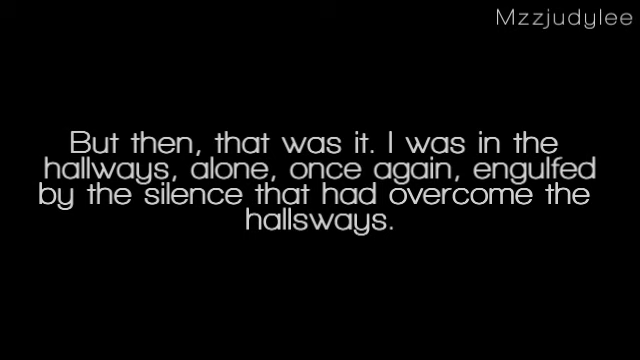 Mzzjudylee
But then, that was it. I was in the
hallways, alone, once again, engulfed
by the silence that had overcome the
hallsways.